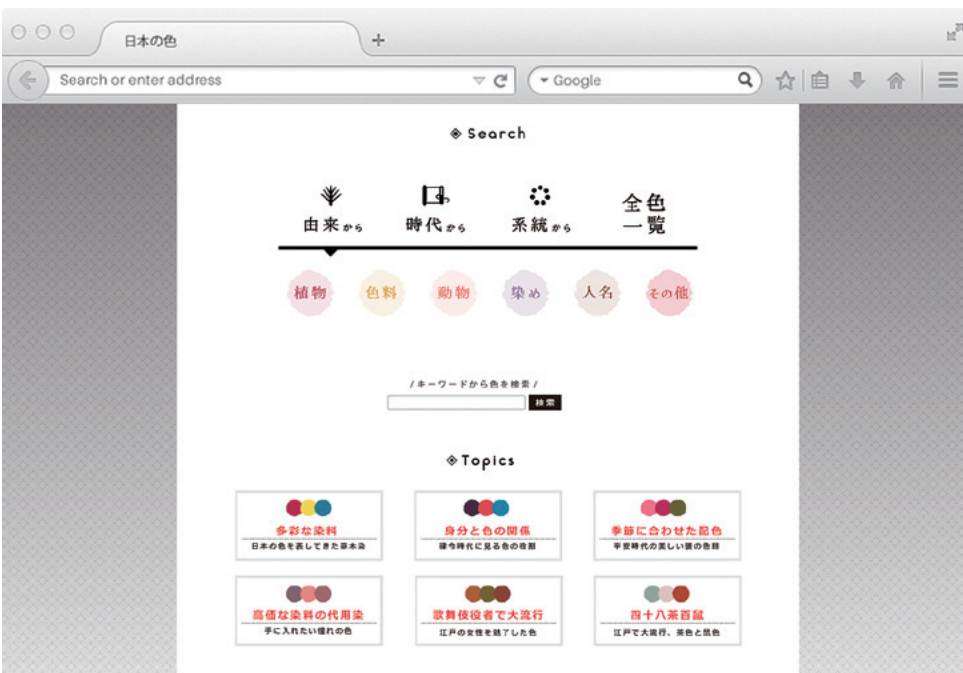 日本の色
Search or enter address
Google
Search
由来から 時代から 系統から 全色
一覧
植物 色料 動物 染め 人名 その他
/キーワードから色を検索/
検索
Topics
多彩な染料
日本の色を表してきた草木染
身分と色の関係
律令時代に見る色の役割
季節に合わせた配色
平安時代の美しい襲の色目
高価な染料の代用染
手に入れたい憧れの色
歌舞伎役者で大流行
江戸の女性を魅了した色
四十八茶百鼠
江戸で大流行、茶色と鼠色